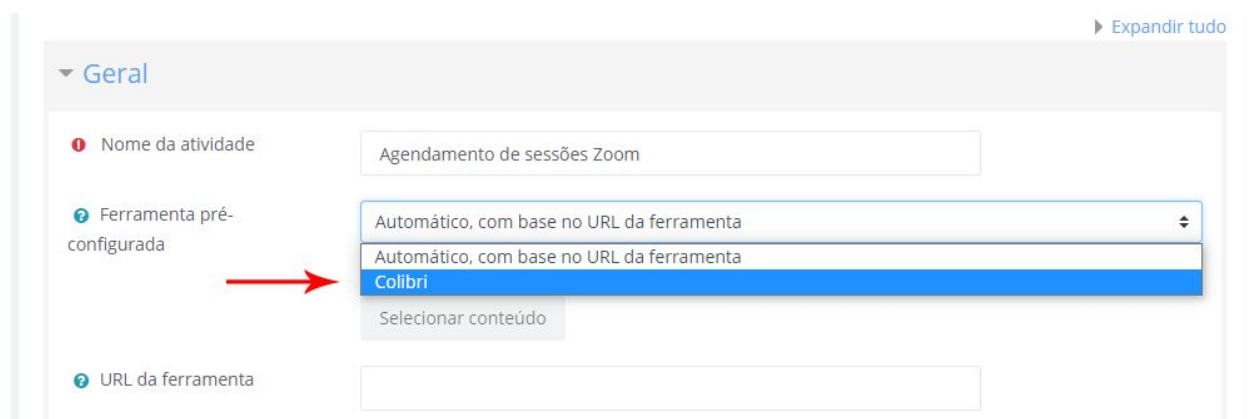 Expandir tudo
Geral
Nome da atividade
Agendamento de sessões Zoom
Ferramenta pré-
configurada
Automático, com base no URL da ferramenta
Automático, com base no URL da ferramenta
Colibri
Selecionar conteúdo
URL da ferramenta